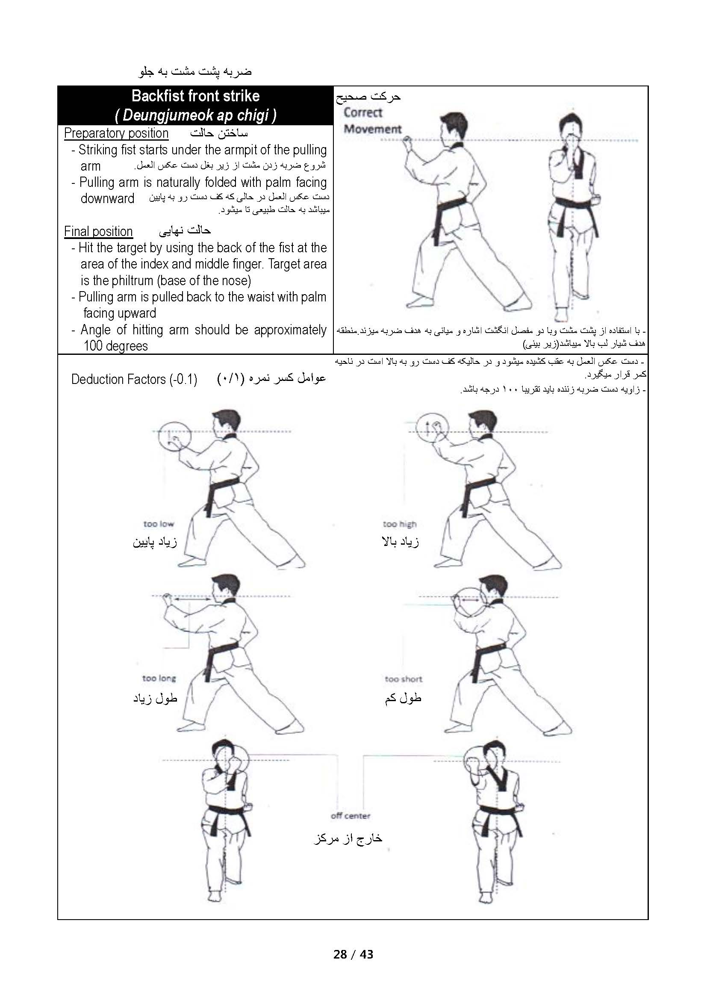 ضربه پشت مشت به جلو
Backfist front strike
( Deungjumeok ap chigi )
Preparatory position ساختن حالت
- Striking fist starts under the armpit of the pulling
arm شروع ضربه زدن مشت از زیر بغل دست عکس العمل.
- Pulling arm is naturally folded with palm facing
downward دست عکس العمل در حالی که کف دست رو به پایین
میباشد به حالت طبیعی تا میشود.
Final position حالت نهایی
- Hit the target by using the back of the fist at the
area of the index and middle finger. Target area
is the philtrum (base of the nose)
- Pulling arm is pulled back to the waist with palm
facing upward
- Angle of hitting arm should be approximately
100 degrees
حرکت صحیح
Correct
Movement
- با استفاده از پشت مشت وبا دو مفصل انگشت اشاره و میانی به هدف ضربه میزند.منطقه
هدف شیار لب بالا میباشد(زیر بینی)
- دست عکس العمل به عقب کشیده میشود و در حالیکه کف دست رو به بالا است در ناحیه
کمر قرار میگیرد.
- زاویه دست ضربه زننده باید تقریبا ۱۰۰ درجه باشد.
Deduction Factors (-0.1) عوامل کسر نمره (۰/۱)
too low
زیاد پایین
too high
زیاد بالا
too long
طول زیاد
too short
طول کم
off center
خارج از مرکز
28 / 43